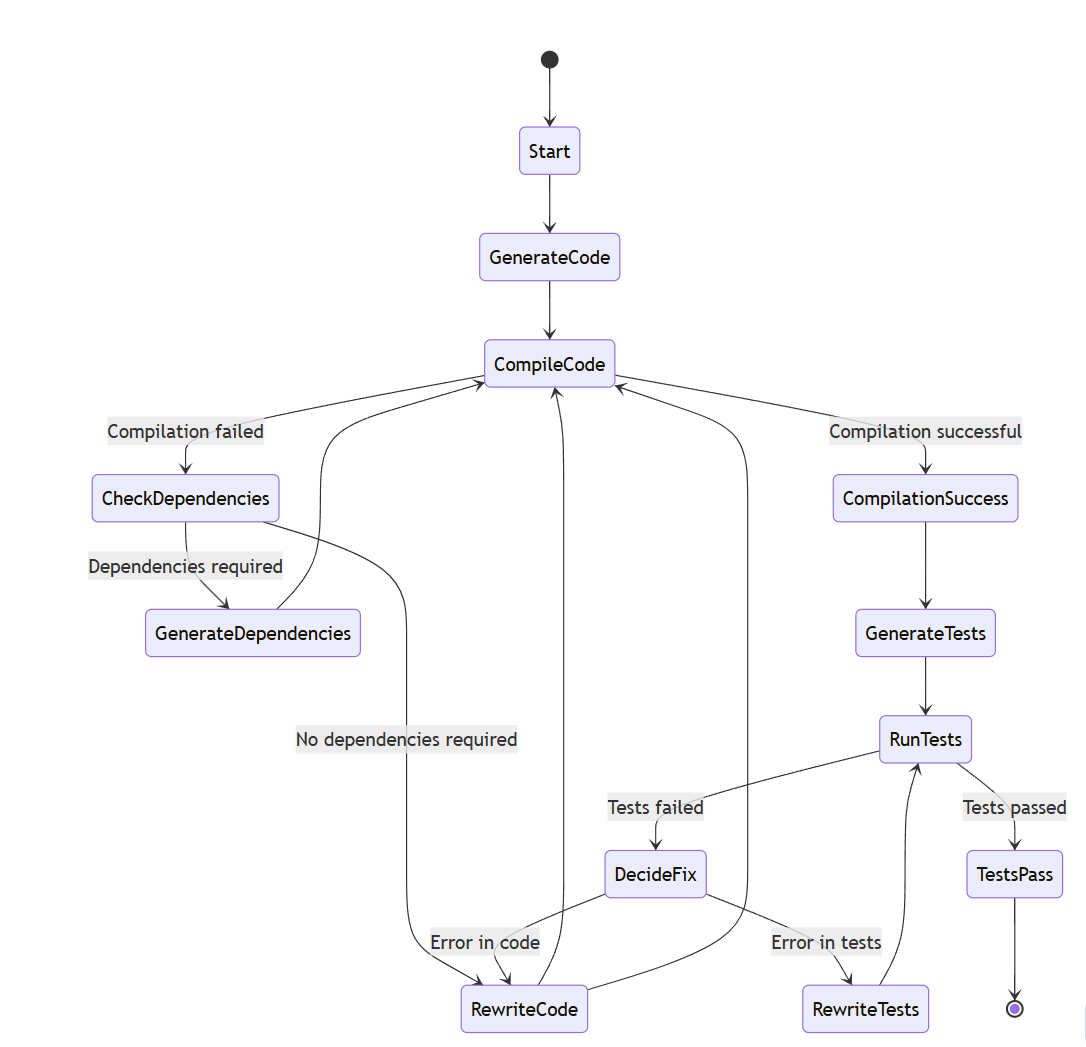 Start
GenerateCode
CompileCode
Compilation failed
Compilation successful
CheckDependencies
CompilationSuccess
Dependencies required
GenerateDependencies
GenerateTests
No dependencies required
RunTests
Tests failed
Tests passed
DecideFix
TestsPass
Error in code
Error in tests
RewriteCode
RewriteTests